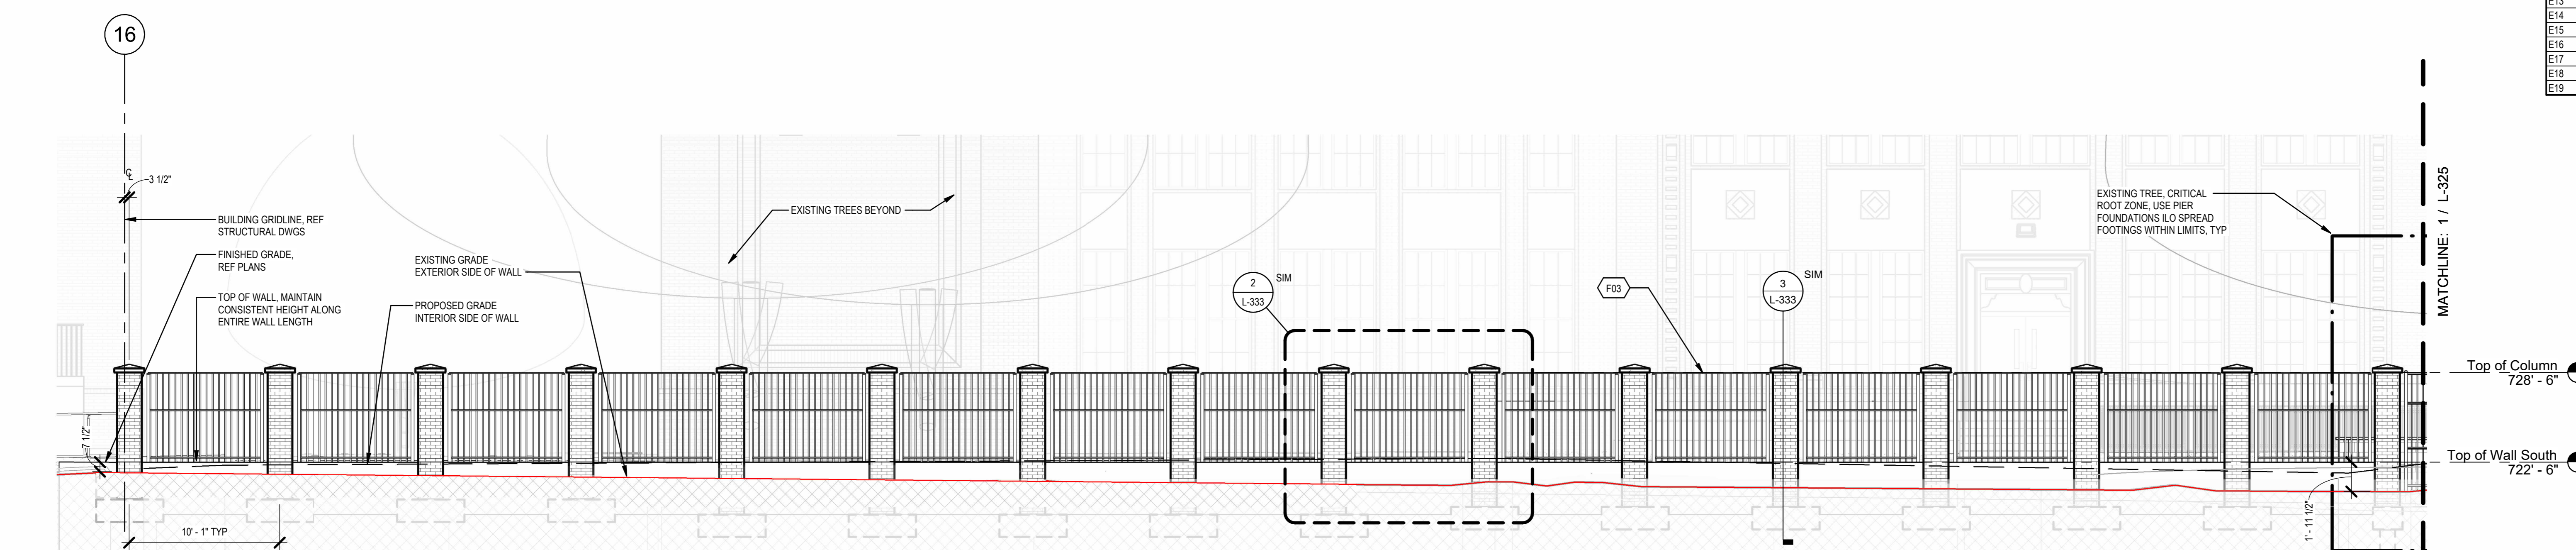 16
E13
E14
E15
E16
E17
E18
E19
℄
3 1/2"
BUILDING GRIDLINE, REF
STRUCTURAL DWGS
FINISHED GRADE,
REF PLANS
TOP OF WALL, MAINTAIN
CONSISTENT HEIGHT ALONG
ENTIRE WALL LENGTH
EXISTING GRADE
EXTERIOR SIDE OF WALL
PROPOSED GRADE
INTERIOR SIDE OF WALL
EXISTING TREES BEYOND
2
L-333
SIM
F03
3
L-333
SIM
EXISTING TREE, CRITICAL
ROOT ZONE, USE PIER
FOUNDATIONS ILO SPREAD
FOOTINGS WITHIN LIMITS, TYP
MATCHLINE: 1 / L-325
Top of Column
728' - 6"
Top of Wall South
722' - 6"
7 1/2"
10' - 1" TYP
1' - 11 1/2"